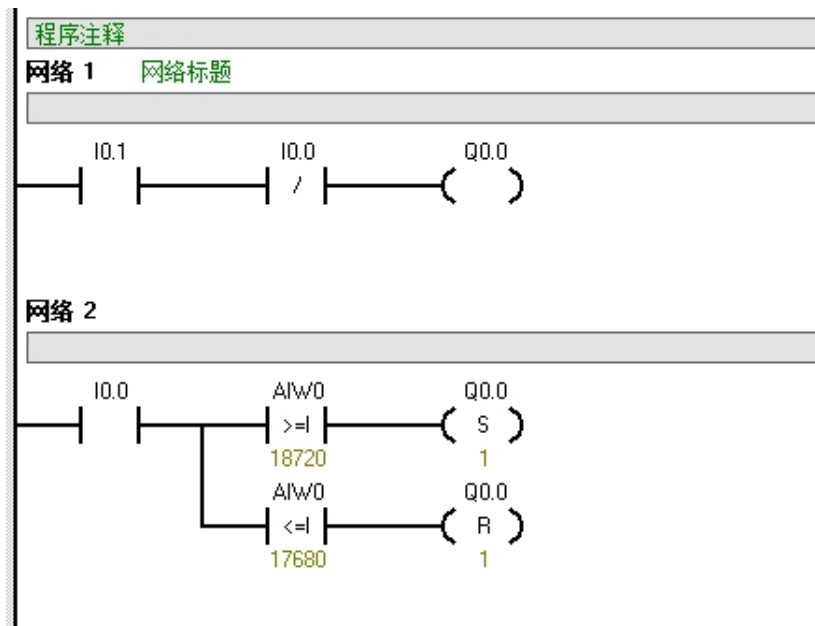 程序注释
网络 1 网络标题
I0.1 I0.0 Q0.0
/
网络 2
I0.0 AIW0 Q0.0
>=I S
18720 1
AIW0 Q0.0
<=I R
17680 1